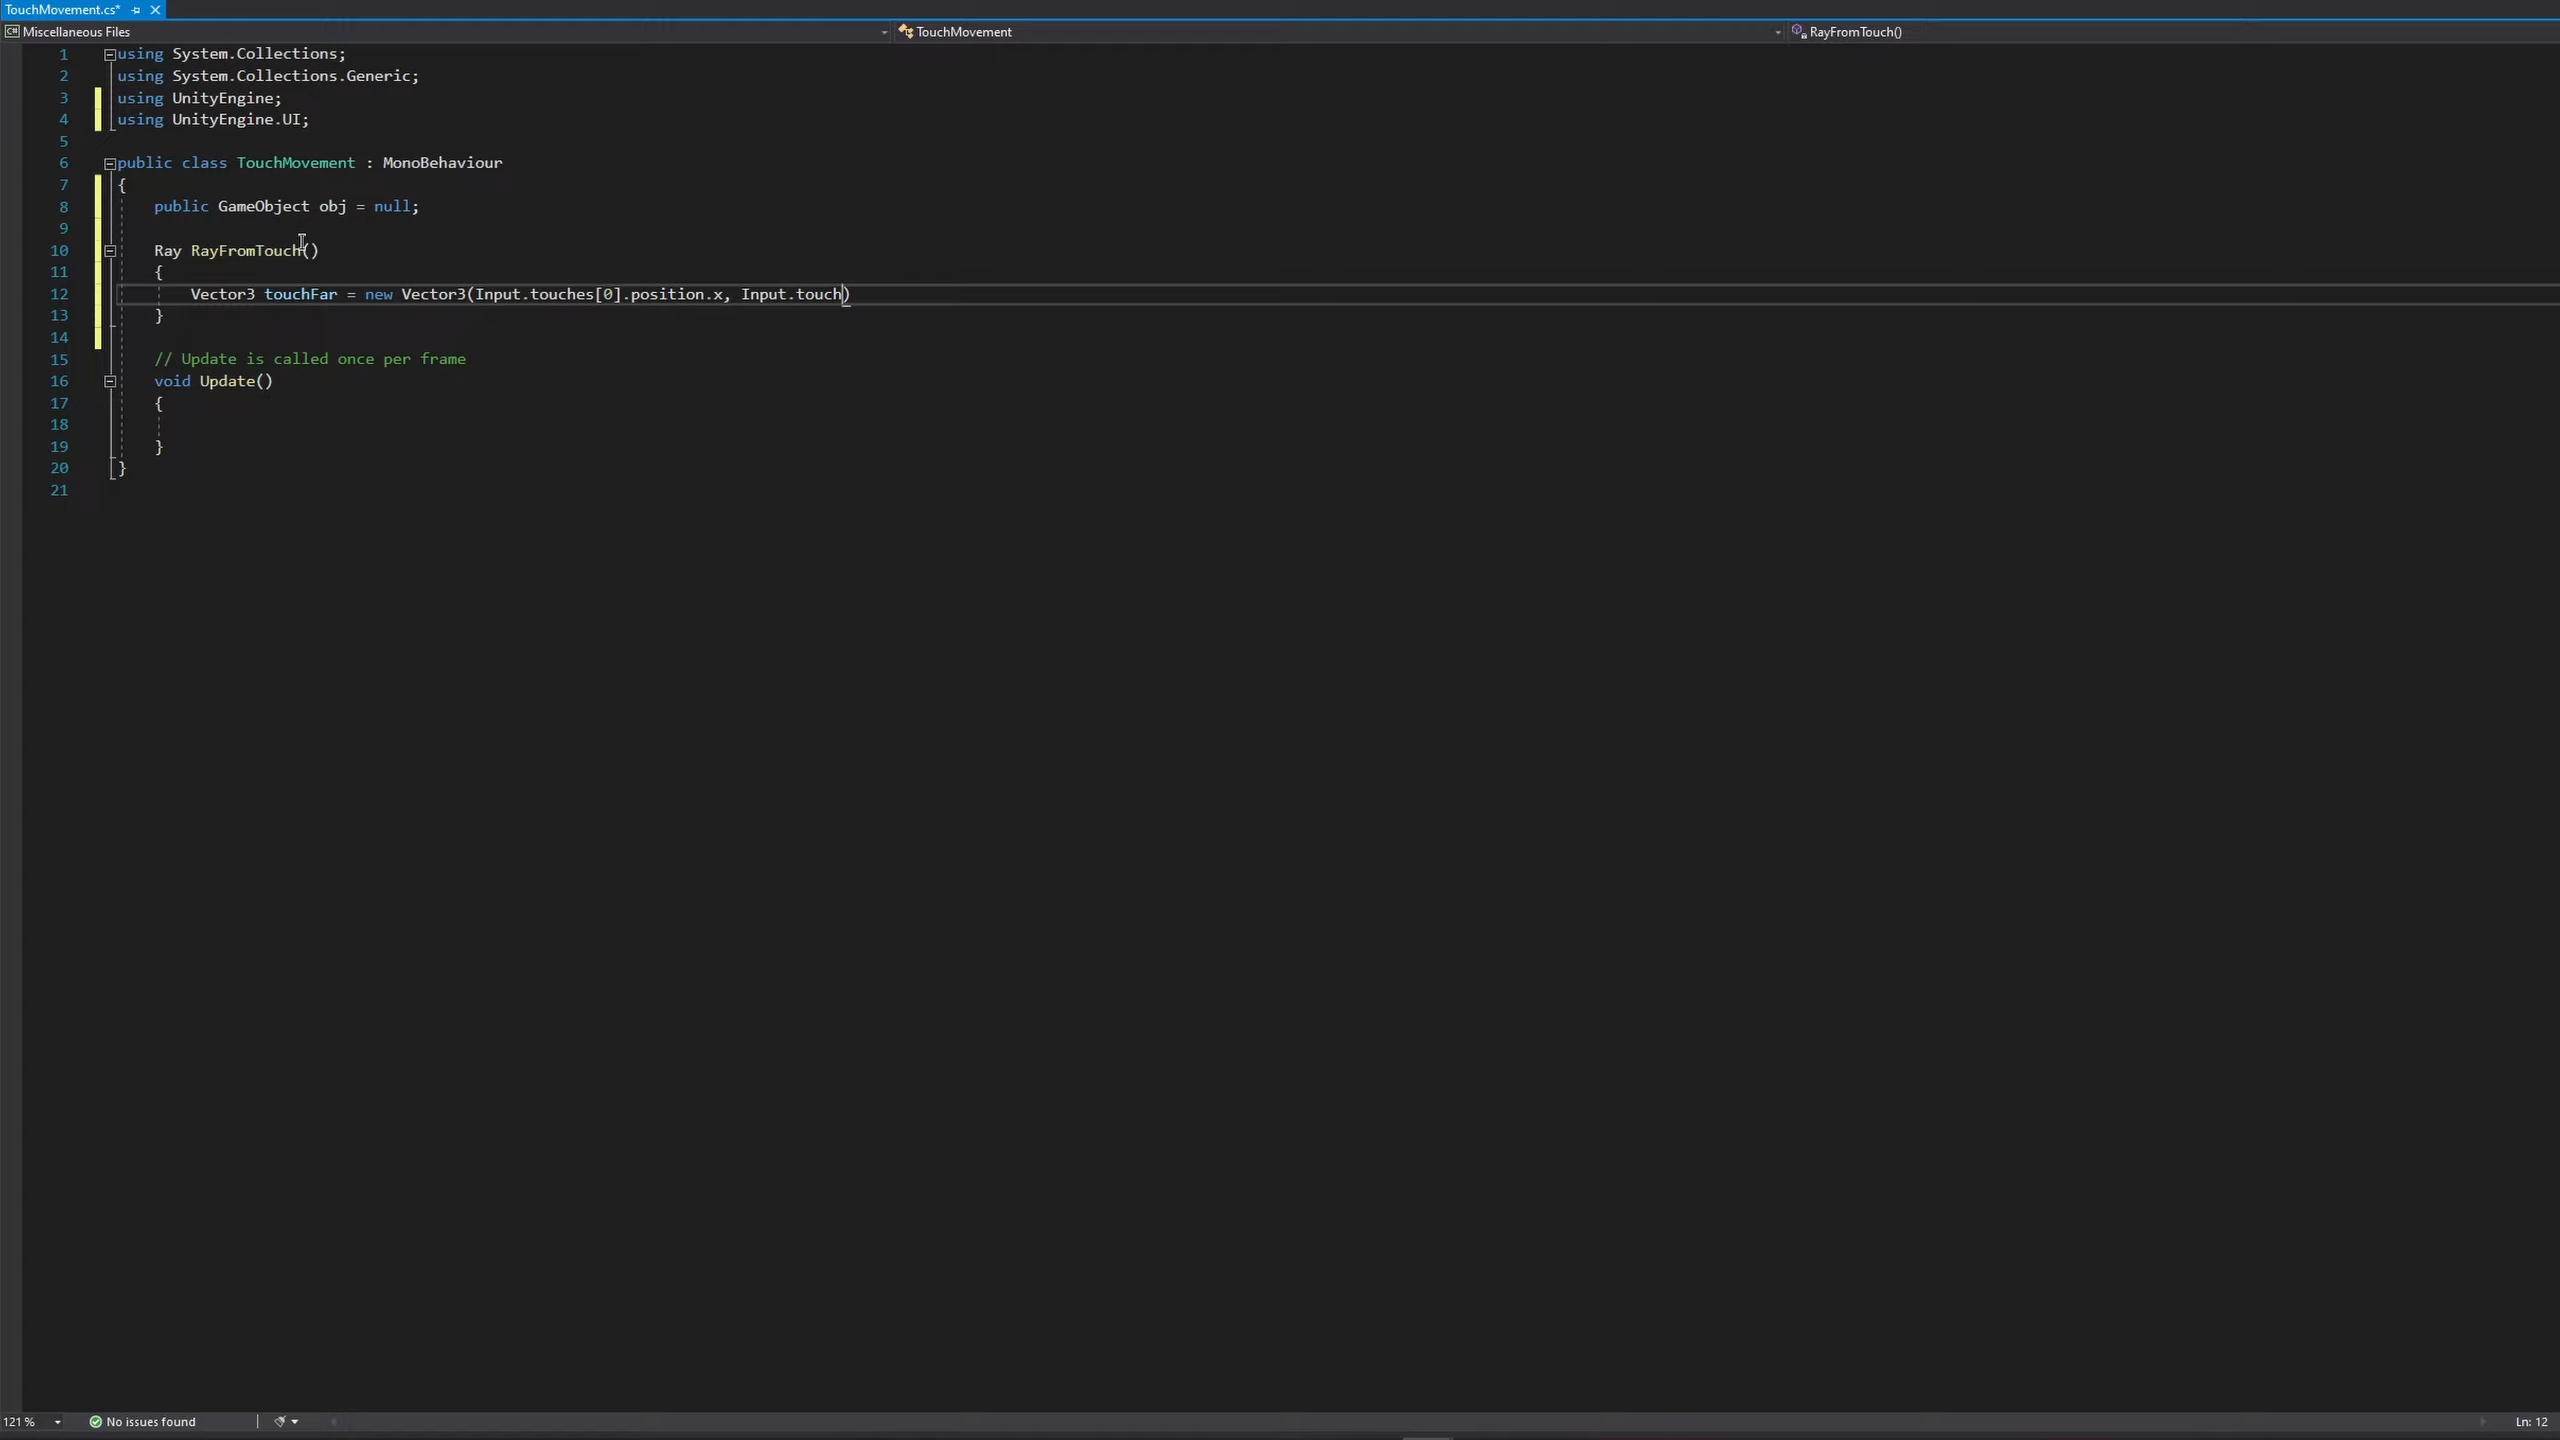 TouchMovement.cs*
C# Miscellaneous Files TouchMovement RayFromTouch()
1 using System.Collections;
2 using System.Collections.Generic;
3 using UnityEngine;
4 using UnityEngine.UI;
5
6 public class TouchMovement : MonoBehaviour
7 {
8 public GameObject obj = null;
9
10 Ray RayFromTouch()
11 {
12 Vector3 touchFar = new Vector3(Input.touches[0].position.x, Input.touch)
13 }
14
15 // Update is called once per frame
16 void Update()
17 {
18
19 }
20 }
21
121 % No issues found Ln: 12